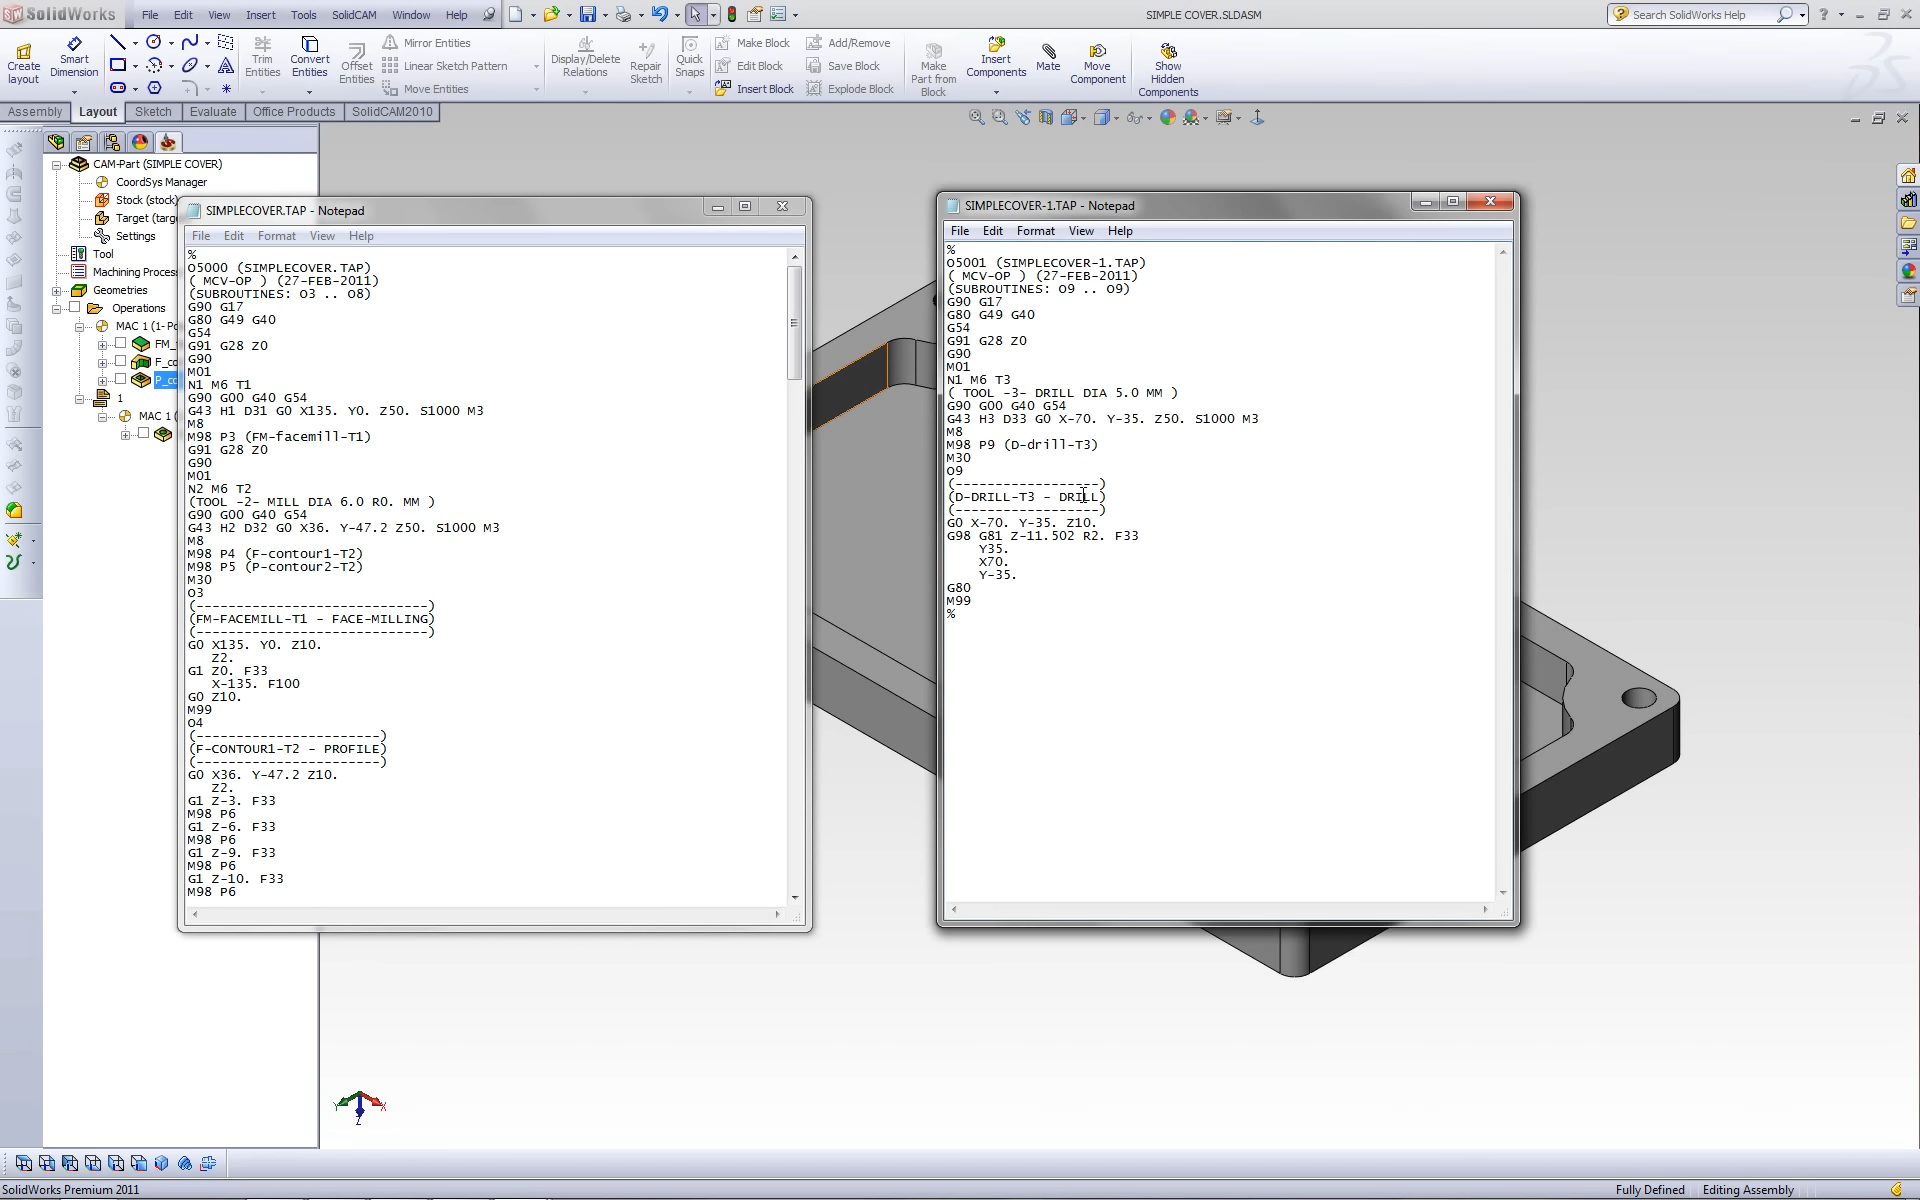 SolidWorks
File Edit View Insert Tools SolidCAM Window Help
SIMPLE COVER.SLDASM
Search SolidWorks Help
Create layout
Smart Dimension
Trim Entities
Convert Entities
Offset Entities
Mirror Entities
Linear Sketch Pattern
Move Entities
Display/Delete Relations
Repair Sketch
Quick Snaps
Make Block
Edit Block
Insert Block
Add/Remove
Save Block
Explode Block
Make Part from Block
Insert Components
Mate
Move Component
Show Hidden Components
Assembly Layout Sketch Evaluate Office Products SolidCAM2010
CAM-Part (SIMPLE COVER)
CoordSys Manager
Stock (stock)
Target (targ
Settings
Tool
Machining Proces
Geometries
Operations
MAC 1 (1- Po
FM_
F_co
P_co
1
MAC 1 (
SIMPLECOVER.TAP - Notepad
File Edit Format View Help
%
O5000 (SIMPLECOVER.TAP)
( MCV-OP ) (27-FEB-2011)
(SUBROUTINES: O3 .. O8)
G90 G17
G80 G49 G40
G54
G91 G28 Z0
G90
M01
N1 M6 T1
G90 G00 G40 G54
G43 H1 D31 G0 X135. Y0. Z50. S1000 M3
M8
M98 P3 (FM-facemill-T1)
G91 G28 Z0
G90
M01
N2 M6 T2
(TOOL -2- MILL DIA 6.0 R0. MM )
G90 G00 G40 G54
G43 H2 D32 G0 X36. Y-47.2 Z50. S1000 M3
M8
M98 P4 (F-contour1-T2)
M98 P5 (P-contour2-T2)
M30
O3
(-----------------------------)
(FM-FACEMILL-T1 - FACE-MILLING)
(-----------------------------)
G0 X135. Y0. Z10.
Z2.
G1 Z0. F33
X-135. F100
G0 Z10.
M99
O4
(-----------------------)
(F-CONTOUR1-T2 - PROFILE)
(-----------------------)
G0 X36. Y-47.2 Z10.
Z2.
G1 Z-3. F33
M98 P6
G1 Z-6. F33
M98 P6
G1 Z-9. F33
M98 P6
G1 Z-10. F33
M98 P6
SIMPLECOVER-1.TAP - Notepad
File Edit Format View Help
%
O5001 (SIMPLECOVER-1.TAP)
( MCV-OP ) (27-FEB-2011)
(SUBROUTINES: O9 .. O9)
G90 G17
G80 G49 G40
G54
G91 G28 Z0
G90
M01
N1 M6 T3
( TOOL -3- DRILL DIA 5.0 MM )
G90 G00 G40 G54
G43 H3 D33 G0 X-70. Y-35. Z50. S1000 M3
M8
M98 P9 (D-drill-T3)
M30
O9
(------------------)
(D-DRILL-T3 - DRILL)
(------------------)
G0 X-70. Y-35. Z10.
G98 G81 Z-11.502 R2. F33
Y35.
X70.
Y-35.
G80
M99
%
Y X
Z
SolidWorks Premium 2011
Fully Defined Editing Assembly